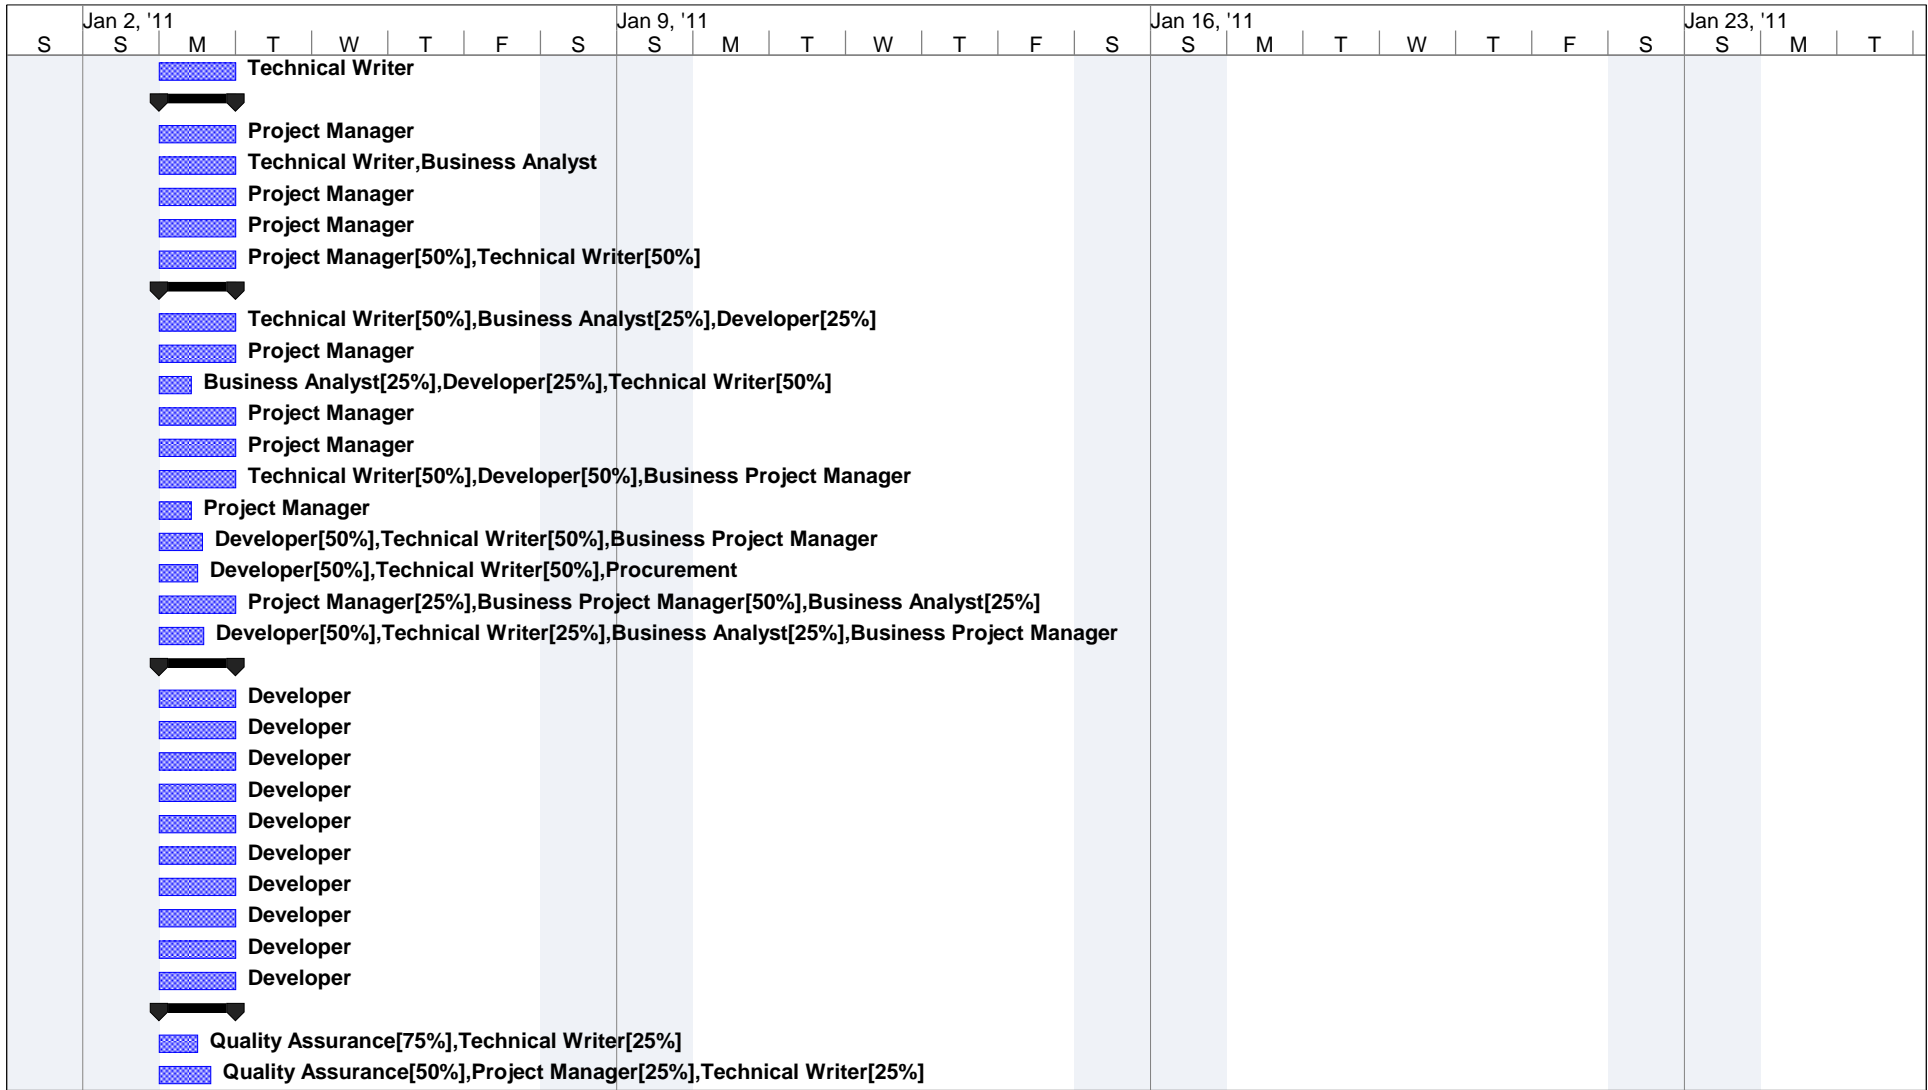 Jan 2, '11 Jan 9, '11 Jan 16, '11 Jan 23, '11
S S M T W T F S S M T W T F S S M T W T F S S M T
Technical Writer
Project Manager
Technical Writer,Business Analyst
Project Manager
Project Manager
Project Manager[50%],Technical Writer[50%]
Technical Writer[50%],Business Analyst[25%],Developer[25%]
Project Manager
Business Analyst[25%],Developer[25%],Technical Writer[50%]
Project Manager
Project Manager
Technical Writer[50%],Developer[50%],Business Project Manager
Project Manager
Developer[50%],Technical Writer[50%],Business Project Manager
Developer[50%],Technical Writer[50%],Procurement
Project Manager[25%],Business Project Manager[50%],Business Analyst[25%]
Developer[50%],Technical Writer[25%],Business Analyst[25%],Business Project Manager
Developer
Developer
Developer
Developer
Developer
Developer
Developer
Developer
Developer
Developer
Quality Assurance[75%],Technical Writer[25%]
Quality Assurance[50%],Project Manager[25%],Technical Writer[25%]